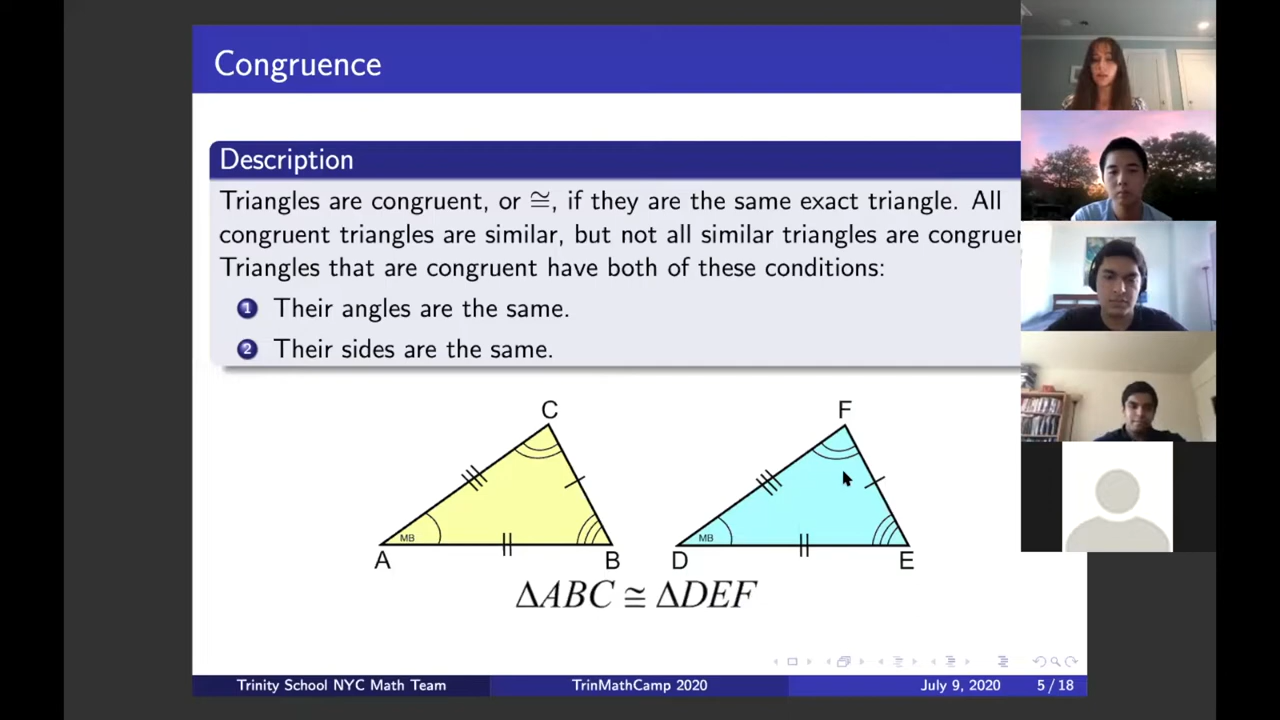 Congruence
Description
Triangles are congruent, or ≅, if they are the same exact triangle. All
congruent triangles are similar, but not all similar triangles are
Triangles that are congruent have both of these conditions:
1 Their angles are the same.
2 Their sides are the same.
C
F
MB
MB
A
B
D
E
ΔABC ≅ ΔDEF
Trinity School NYC Math Team
TrinMathCamp 2020
July 9, 2020
5 / 18